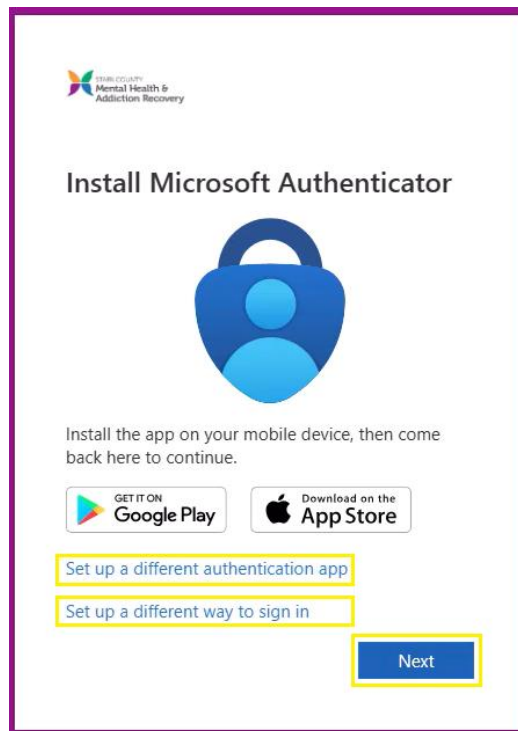 STARK COUNTY
Mental Health &
Addiction Recovery
Install Microsoft Authenticator
Install the app on your mobile device, then come
back here to continue.
GET IT ON
Google Play
Download on the
App Store
Set up a different authentication app
Set up a different way to sign in
Next